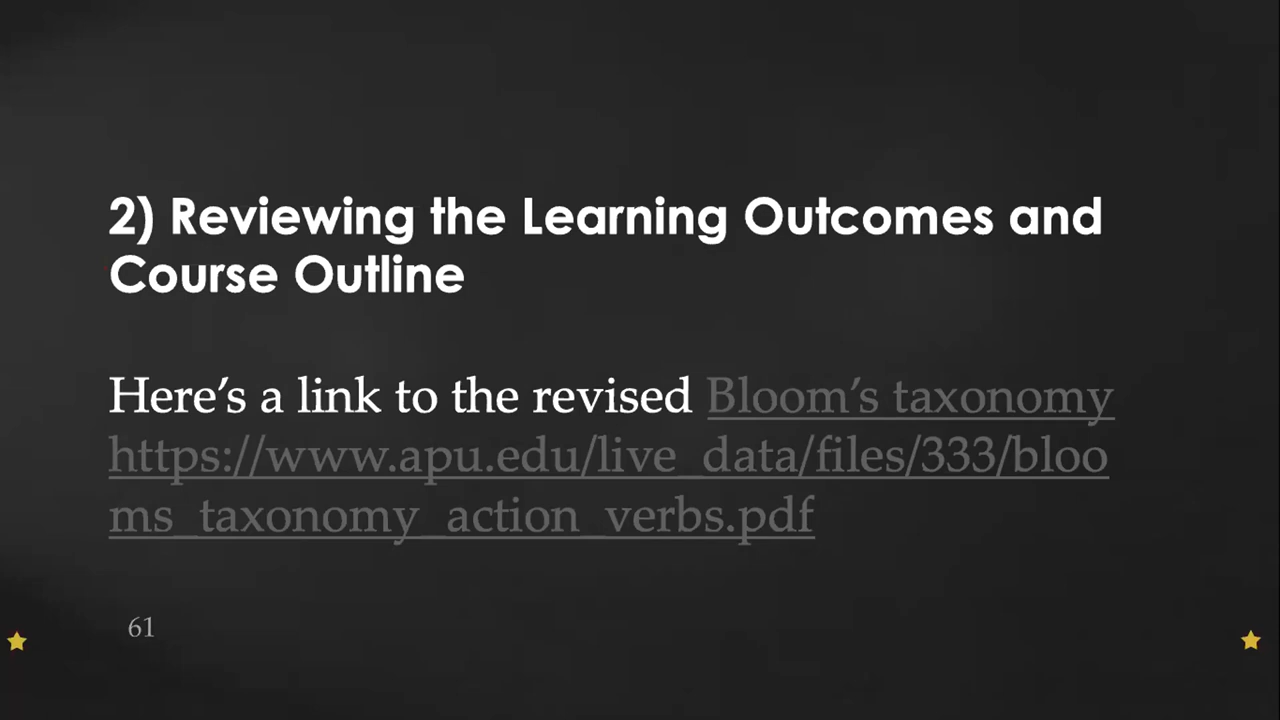 2) Reviewing the Learning Outcomes and
Course Outline
Here’s a link to the revised Bloom’s taxonomy
https://www.apu.edu/live_data/files/333/bloo
ms_taxonomy_action_verbs.pdf
61